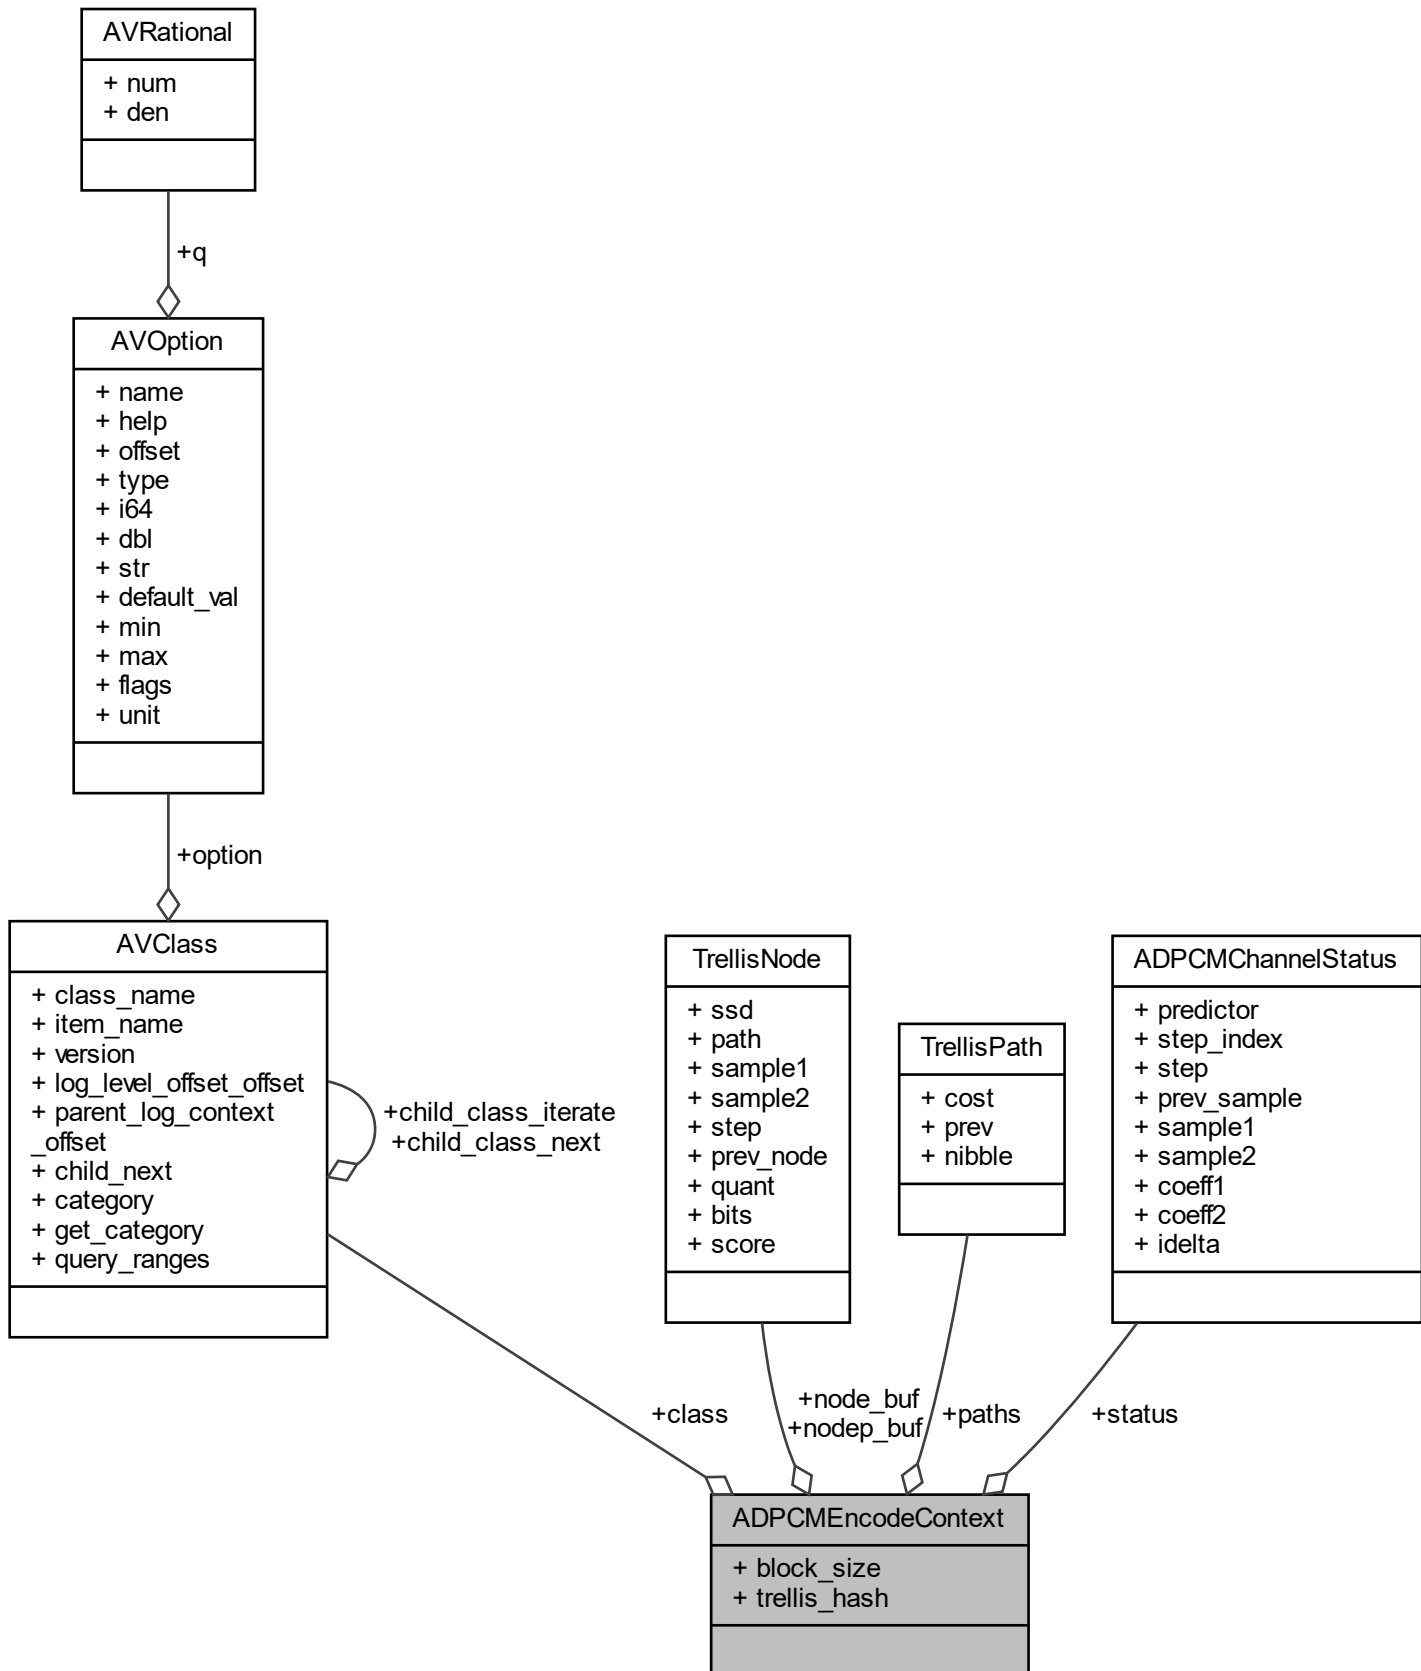 AVRational
+ num
+ den
+q
AVOption
+ name
+ help
+ offset
+ type
+ i64
+ dbl
+ str
+ default_val
+ min
+ max
+ flags
+ unit
+option
AVClass
+ class_name
+ item_name
+ version
+ log_level_offset_offset
+ parent_log_context
_offset
+ child_next
+ category
+ get_category
+ query_ranges
+child_class_iterate
+child_class_next
TrellisNode
+ ssd
+ path
+ sample1
+ sample2
+ step
+ prev_node
+ quant
+ bits
+ score
TrellisPath
+ cost
+ prev
+ nibble
ADPCMChannelStatus
+ predictor
+ step_index
+ step
+ prev_sample
+ sample1
+ sample2
+ coeff1
+ coeff2
+ idelta
+class
+node_buf
+nodep_buf
+paths
+status
ADPCMEncodeContext
+ block_size
+ trellis_hash